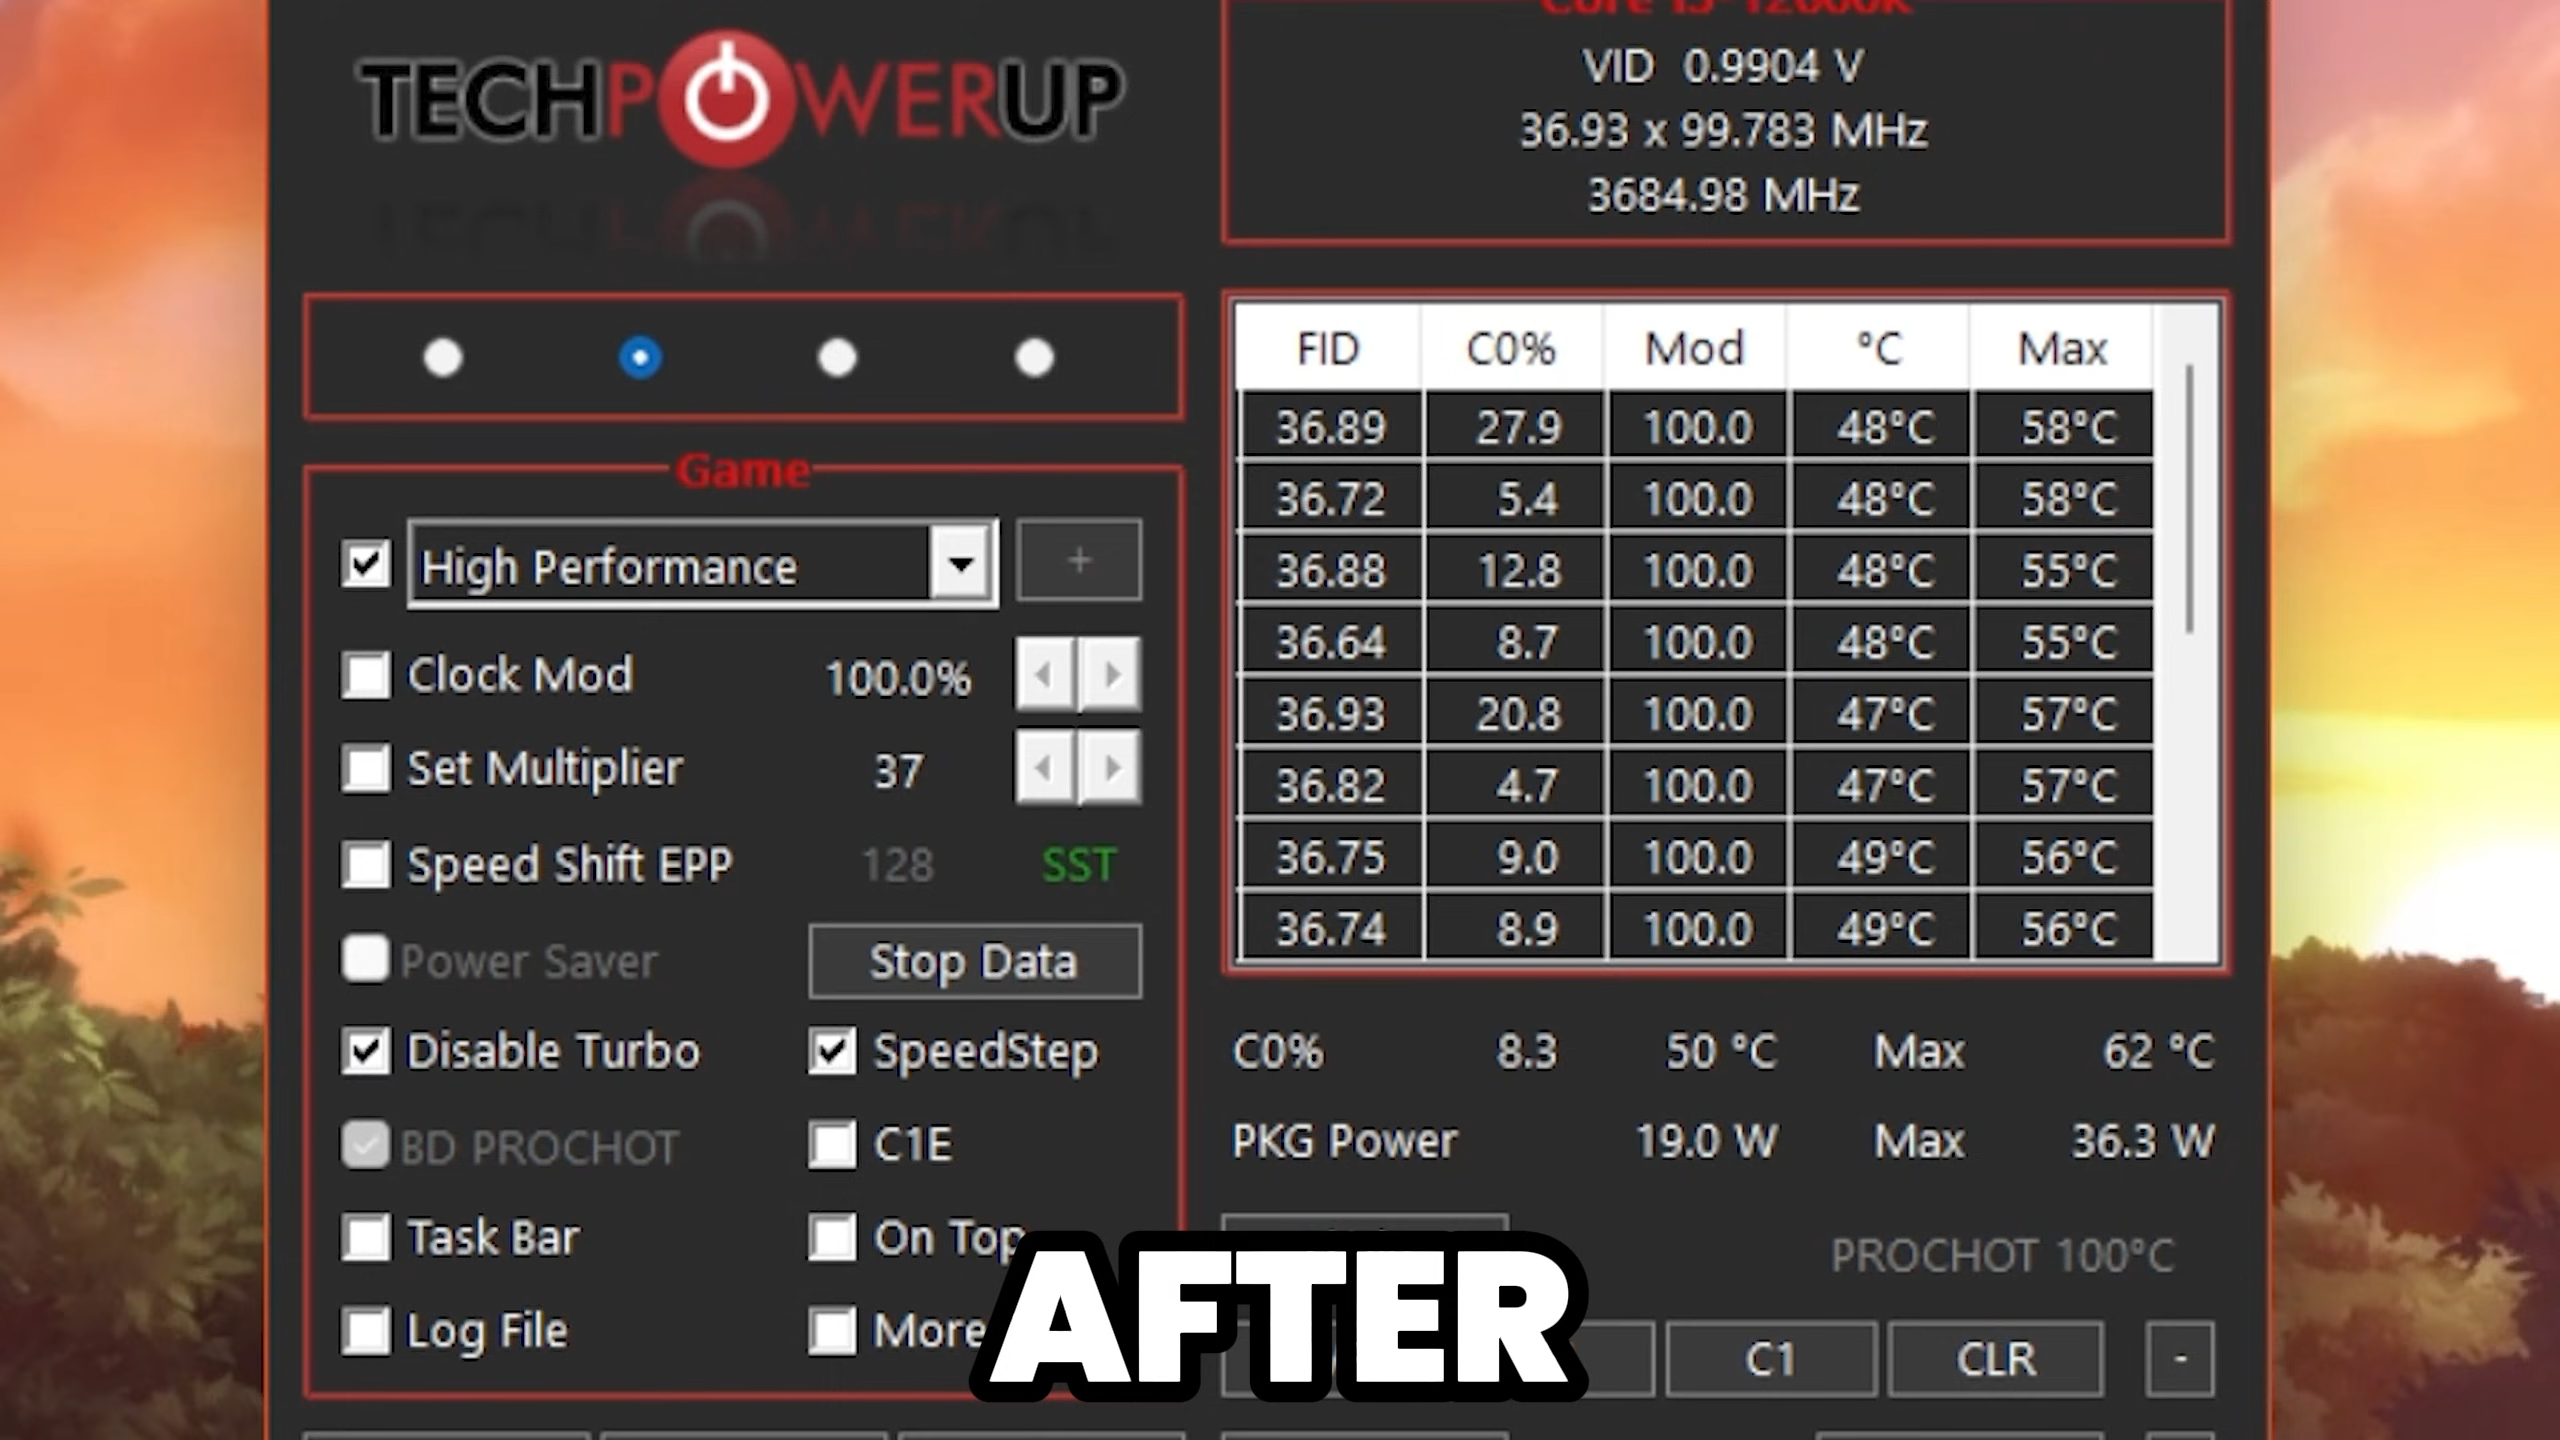 TECHPOWERUP
Core i5-12600K
VID 0.9904 V
36.93 x 99.783 MHz
3684.98 MHz
Game
High Performance
+
Clock Mod 100.0%
Set Multiplier 37
Speed Shift EPP 128 SST
Power Saver
Stop Data
Disable Turbo
SpeedStep
BD PROCHOT
C1E
Task Bar
On Top
Log File
More
FID C0% Mod °C Max
36.89 27.9 100.0 48°C 58°C
36.72 5.4 100.0 48°C 58°C
36.88 12.8 100.0 48°C 55°C
36.64 8.7 100.0 48°C 55°C
36.93 20.8 100.0 47°C 57°C
36.82 4.7 100.0 47°C 57°C
36.75 9.0 100.0 49°C 56°C
36.74 8.9 100.0 49°C 56°C
C0% 8.3 50 °C Max 62 °C
PKG Power 19.0 W Max 36.3 W
PROCHOT 100°C
C1
CLR
-
AFTER